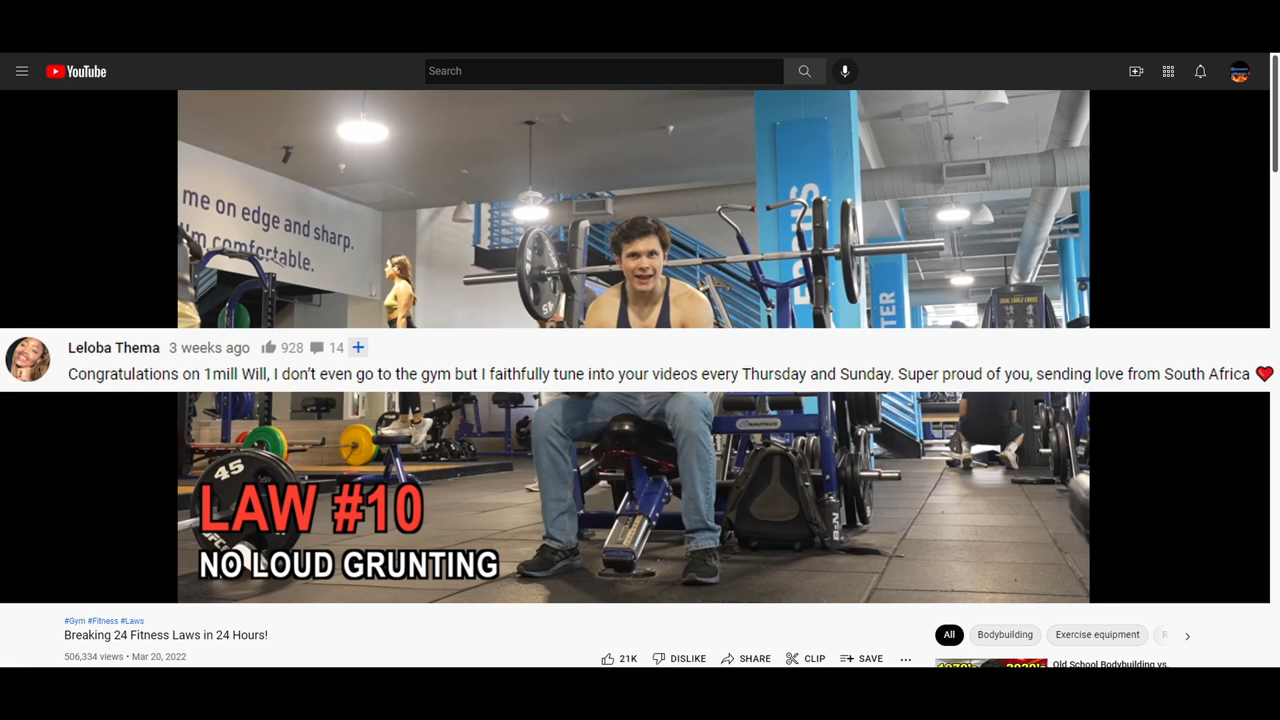 YouTube
Search
me on edge and sharp.
I'm comfortable.
Leloba Thema 3 weeks ago 928 14 +
Congratulations on 1mill Will, I don't even go to the gym but I faithfully tune into your videos every Thursday and Sunday. Super proud of you, sending love from South Africa ❤
NAUTILUS
45
LAW #10
NO LOUD GRUNTING
#Gym #Fitness #Laws
Breaking 24 Fitness Laws in 24 Hours!
506,334 views • Mar 20, 2022
21K DISLIKE SHARE CLIP SAVE ...
All Bodybuilding Exercise equipment
Old School Bodybuilding vs.